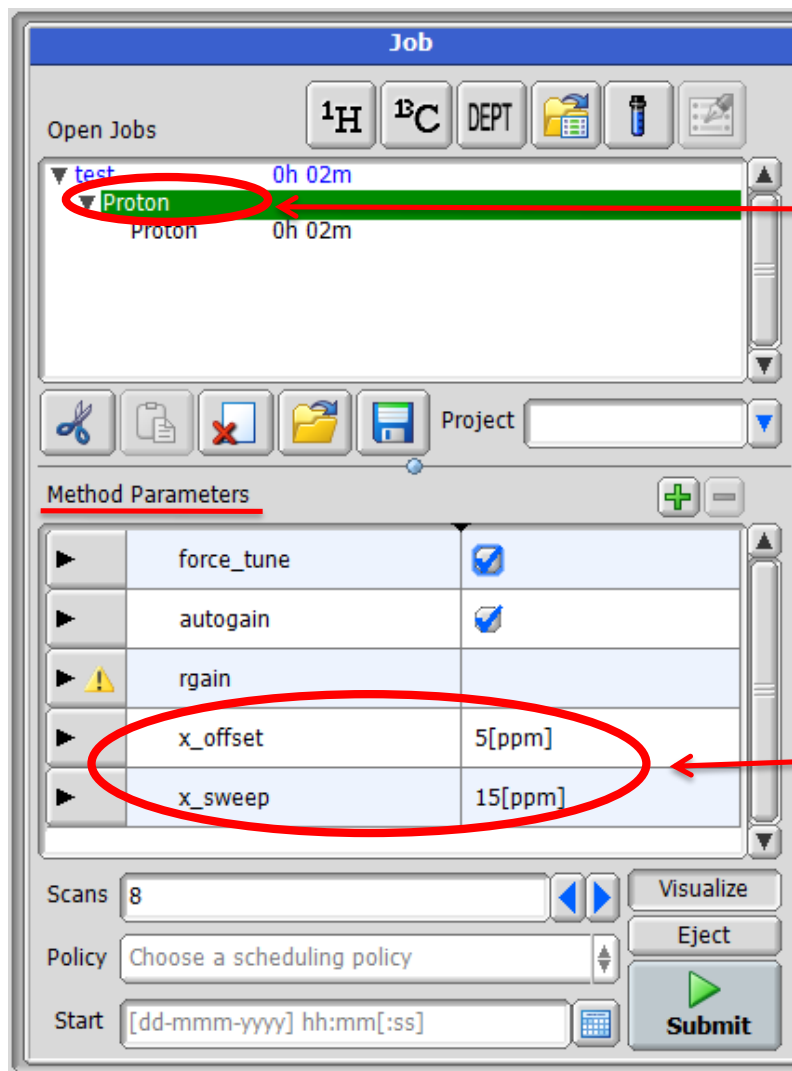 Job
Open Jobs
¹H ¹³C DEPT
test 0h 02m
Proton
Proton 0h 02m
Project
Method Parameters
force_tune
autogain
rgain
x_offset 5[ppm]
x_sweep 15[ppm]
Scans 8
Visualize
Eject
Policy Choose a scheduling policy
Start [dd-mmm-yyyy] hh:mm[:ss]
Submit